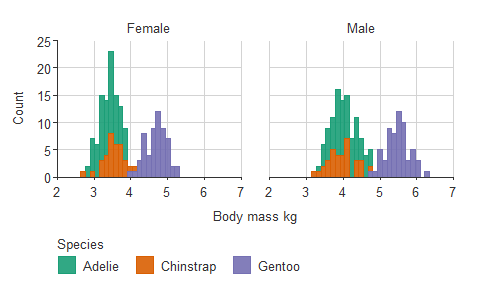 Female Male
25
20
15
10
5
0
Count
2 3 4 5 6 7 2 3 4 5 6 7
Body mass kg
Species
Adelie Chinstrap Gentoo